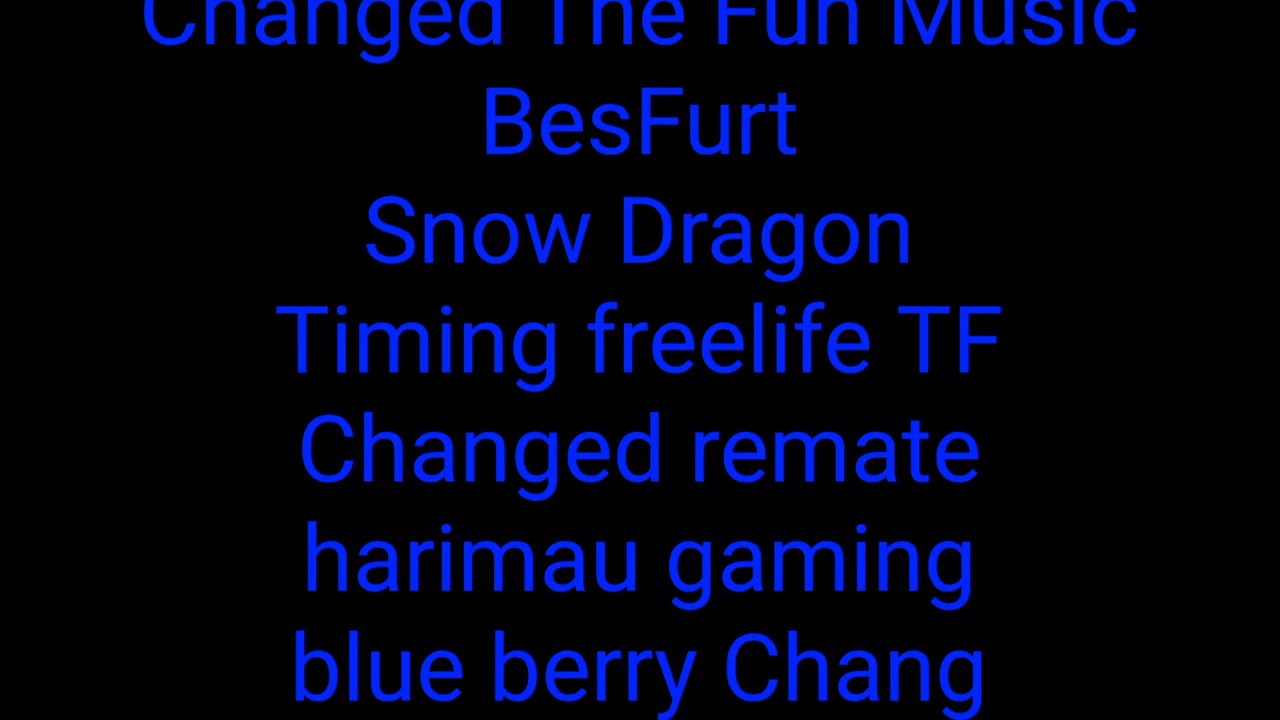 Changed The Fun Music
BesFurt
Snow Dragon
Timing freelife TF
Changed remate
harimau gaming
blue berry Chang